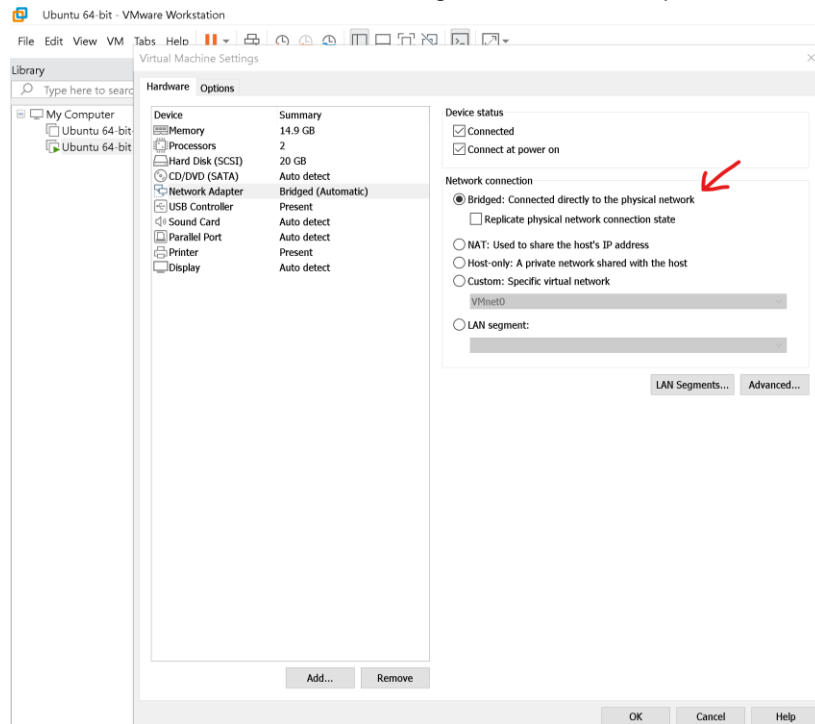 Ubuntu 64-bit - VMware Workstation
File Edit View VM Tabs Help
Virtual Machine Settings
Library
Type here to searc
My Computer
Ubuntu 64-bit-
Ubuntu 64-bit
Hardware Options
Device Summary
Memory 14.9 GB
Processors 2
Hard Disk (SCSI) 20 GB
CD/DVD (SATA) Auto detect
Network Adapter Bridged (Automatic)
USB Controller Present
Sound Card Auto detect
Parallel Port Auto detect
Printer Present
Display Auto detect
Add... Remove
Device status
Connected
Connect at power on
Network connection
Bridged: Connected directly to the physical network
Replicate physical network connection state
NAT: Used to share the host's IP address
Host-only: A private network shared with the host
Custom: Specific virtual network
VMnet0
LAN segment:
LAN Segments... Advanced...
OK Cancel Help